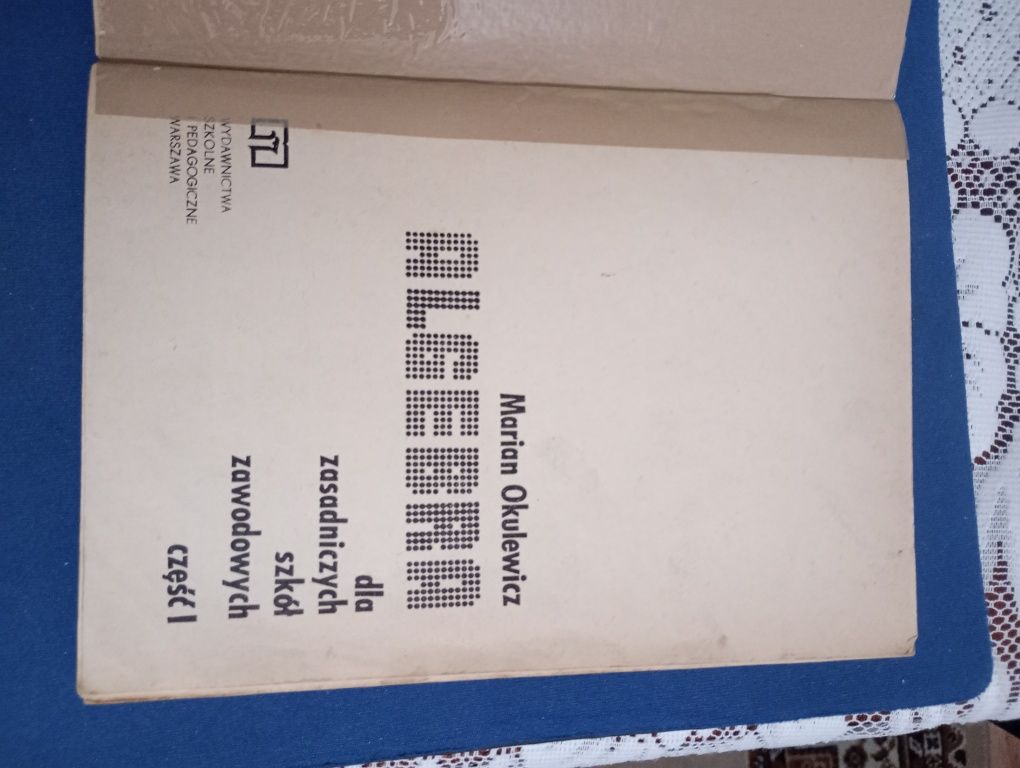 Marian Okulewicz
ALGEBRA
dla
zasadniczych
szkół
zawodowych
część I
WYDAWNICTWA
SZKOLNE
I PEDAGOGICZNE
WARSZAWA